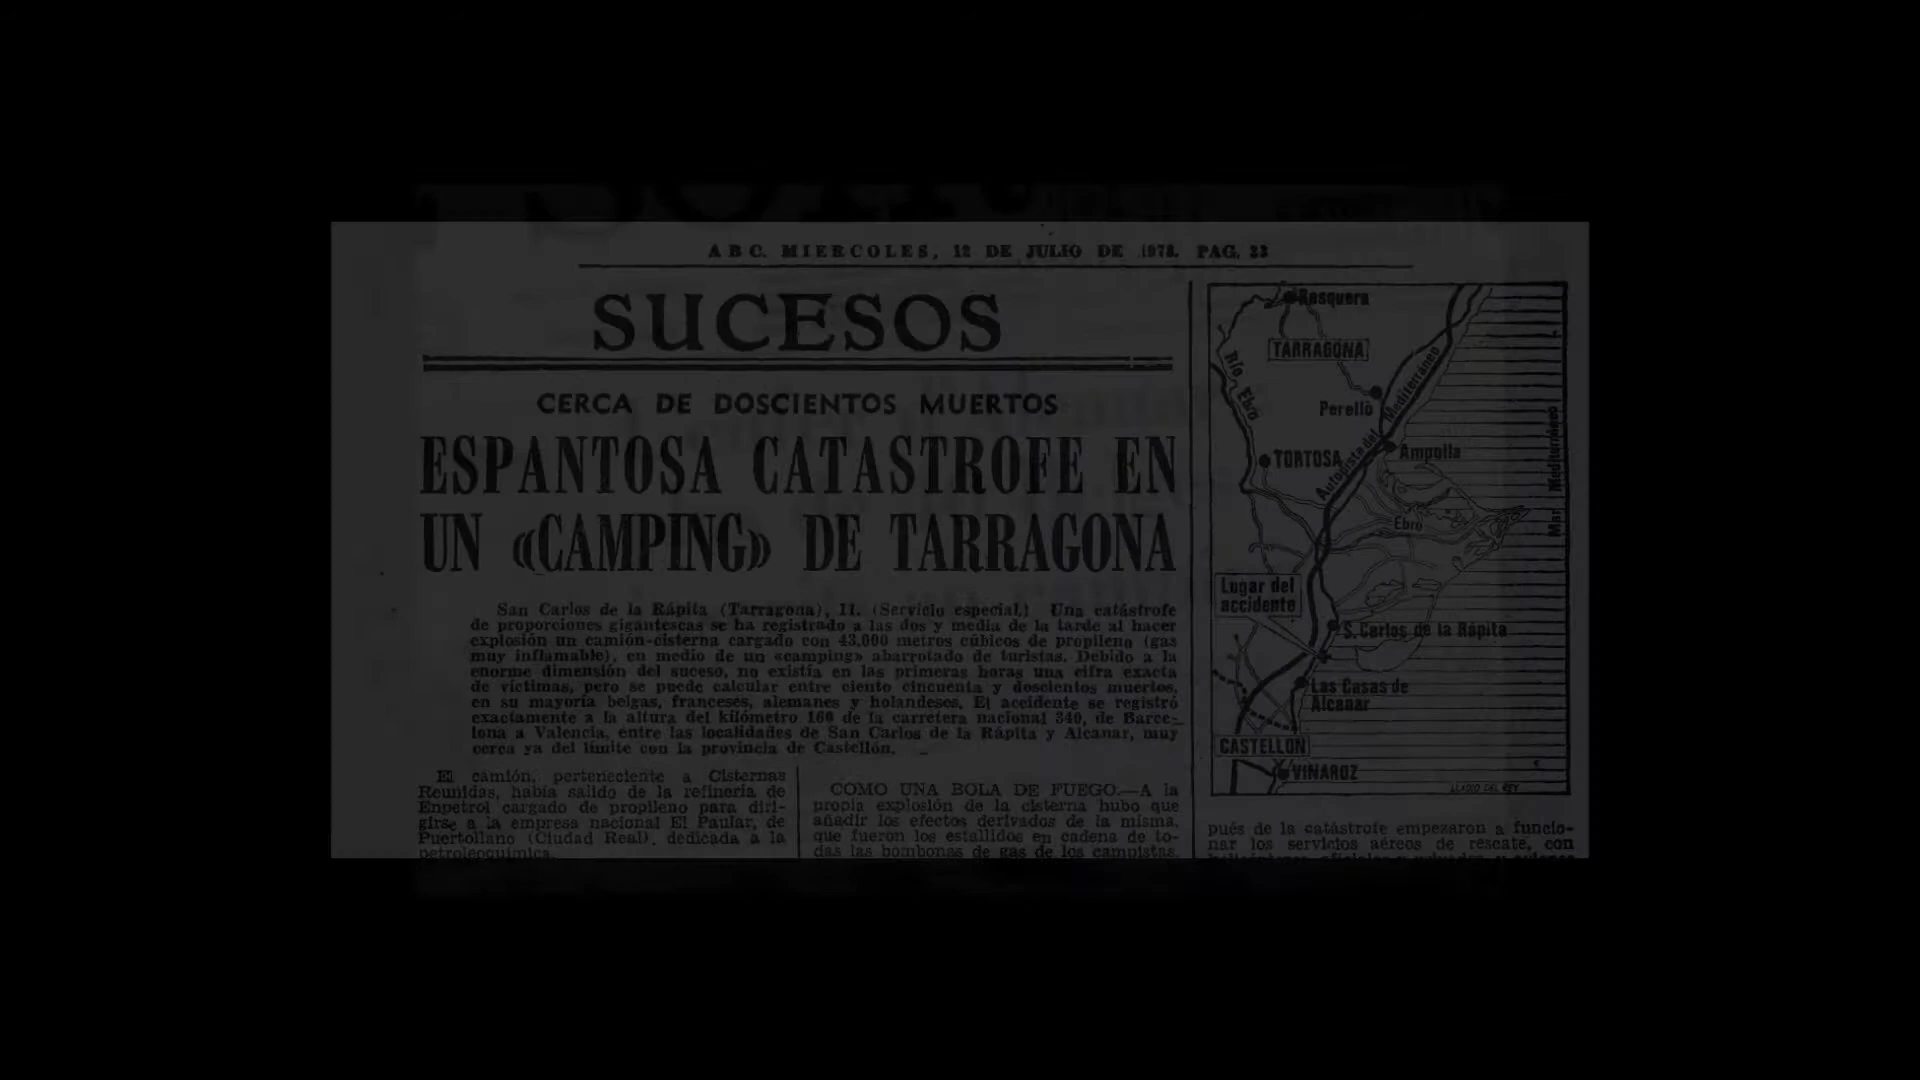 ABC. MIERCOLES, 12 DE JULIO DE 1978. PAG. 33
SUCESOS
CERCA DE DOSCIENTOS MUERTOS
ESPANTOSA CATASTROFE EN
UN «CAMPING» DE TARRAGONA
San Carlos de la Rápita (Tarragona), 11. (Servicio especial.) Una catástrofe
de proporciones gigantescas se ha registrado a las dos y media de la tarde al hacer
explosión un camión-cisterna cargado con 43.000 metros cúbicos de propileno (gas
muy inflamable), en medio de un «camping» abarrotado de turistas. Debido a la
enorme dimensión del suceso, no existía en las primeras horas una cifra exacta
de víctimas, pero se puede calcular entre ciento cincuenta y doscientos muertos,
en su mayoría belgas, franceses, alemanes y holandeses. El accidente se registró
exactamente a la altura del kilómetro 160 de la carretera nacional 340, de Barce-
lona a Valencia, entre las localidades de San Carlos de la Rápita y Alcanar, muy
cerca ya del límite con la provincia de Castellón.
El camión, perteneciente a Cisternas
Reunidas, había salido de la refinería de
Enpetrol cargado de propileno para diri-
girse a la empresa nacional El Paular, de
Puertollano (Ciudad Real), dedicada a la
petroleoquímica.
COMO UNA BOLA DE FUEGO.—A la
propia explosión de la cisterna hubo que
añadir los efectos derivados de la misma,
que fueron los estallidos en cadena de to-
das las bombonas de gas de los campistas.
Rasquera
TARRAGONA
Río Ebro
Perelló
Autopista del Mediterráneo
Ampolla
TORTOSA
Mar Mediterráneo
Ebro
Lugar del
accidente
S. Carlos de la Rápita
Las Casas de
Alcanar
CASTELLON
VINAROZ
pués de la catástrofe empezaron a funcio-
nar los servicios aéreos de rescate, con